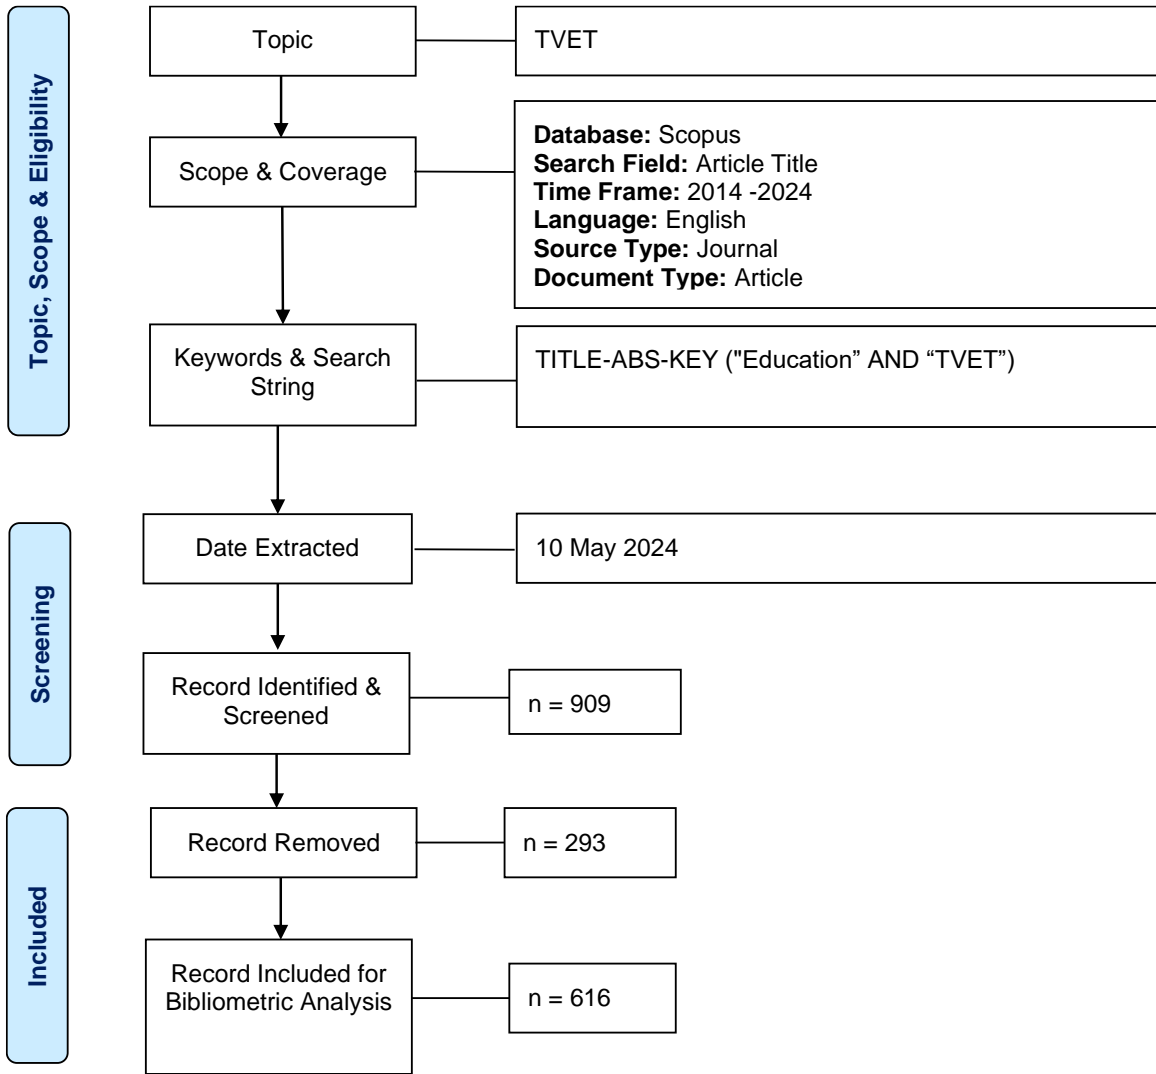 Topic, Scope & Eligibility
Topic
TVET
Scope & Coverage
Database: Scopus
Search Field: Article Title
Time Frame: 2014 -2024
Language: English
Source Type: Journal
Document Type: Article
Keywords & Search
String
TITLE-ABS-KEY ("Education” AND “TVET”)
Screening
Date Extracted
10 May 2024
Record Identified &
Screened
n = 909
Included
Record Removed
n = 293
Record Included for
Bibliometric Analysis
n = 616